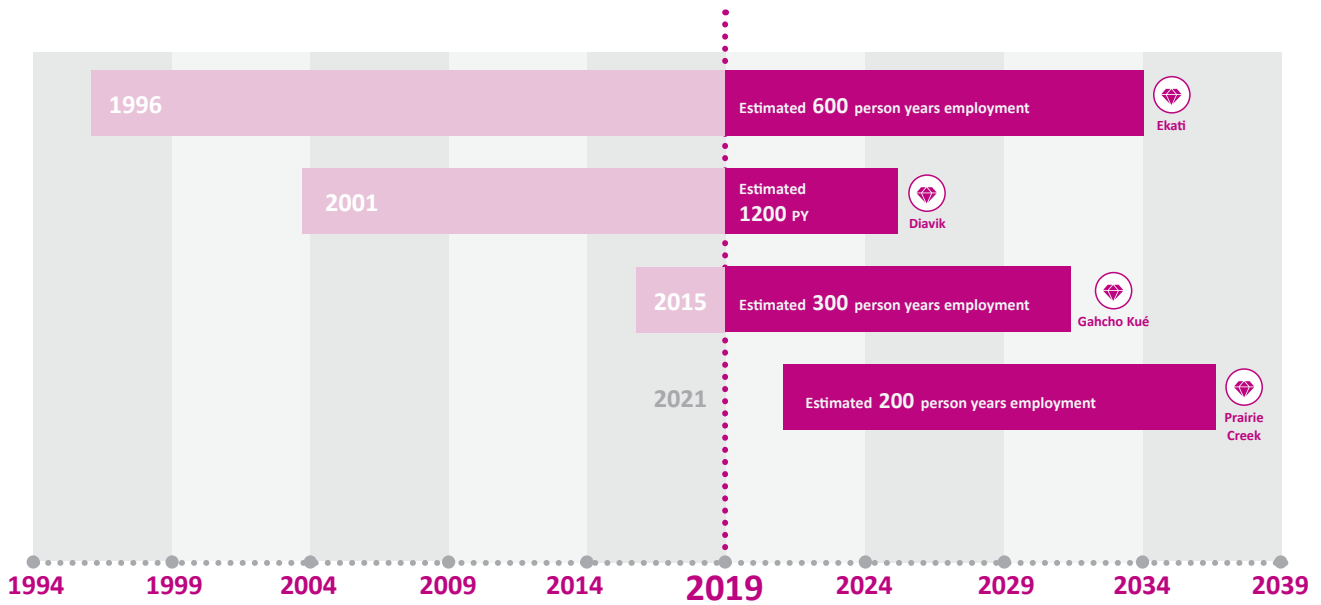 1996
Estimated 600 person years employment
Ekati
2001
Estimated
1200 PY
Diavik
2015
Estimated 300 person years employment
Gahcho Kué
2021
Estimated 200 person years employment
Prairie
Creek
1994 1999 2004 2009 2014 2019 2024 2029 2034 2039